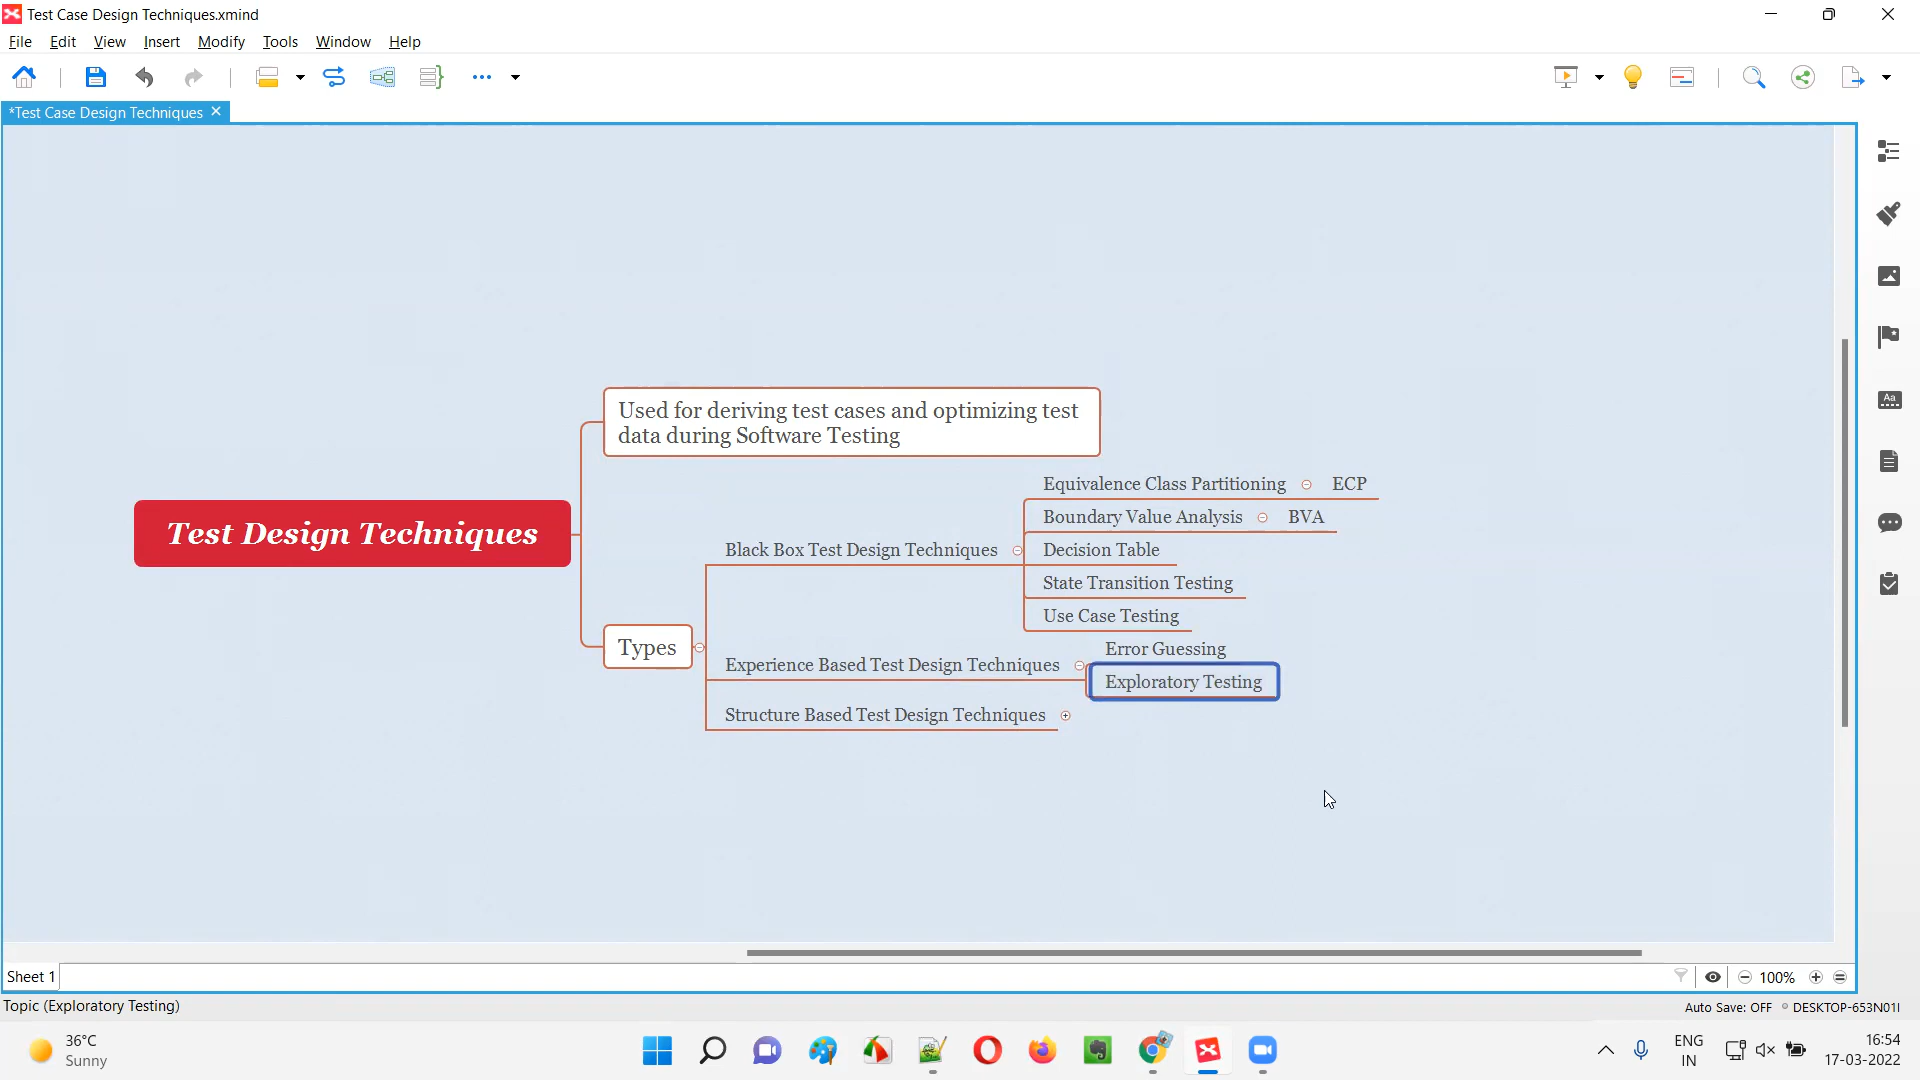 Test Case Design Techniques.xmind
File Edit View Insert Modify Tools Window Help
*Test Case Design Techniques
Used for deriving test cases and optimizing test
data during Software Testing
Test Design Techniques
Types
Black Box Test Design Techniques
Equivalence Class Partitioning ECP
Boundary Value Analysis BVA
Decision Table
State Transition Testing
Use Case Testing
Experience Based Test Design Techniques
Error Guessing
Exploratory Testing
Structure Based Test Design Techniques
Aa
Sheet 1
100%
Topic (Exploratory Testing)
Auto Save: OFF DESKTOP-653N01I
36°C
Sunny
ENG
IN
16:54
17-03-2022